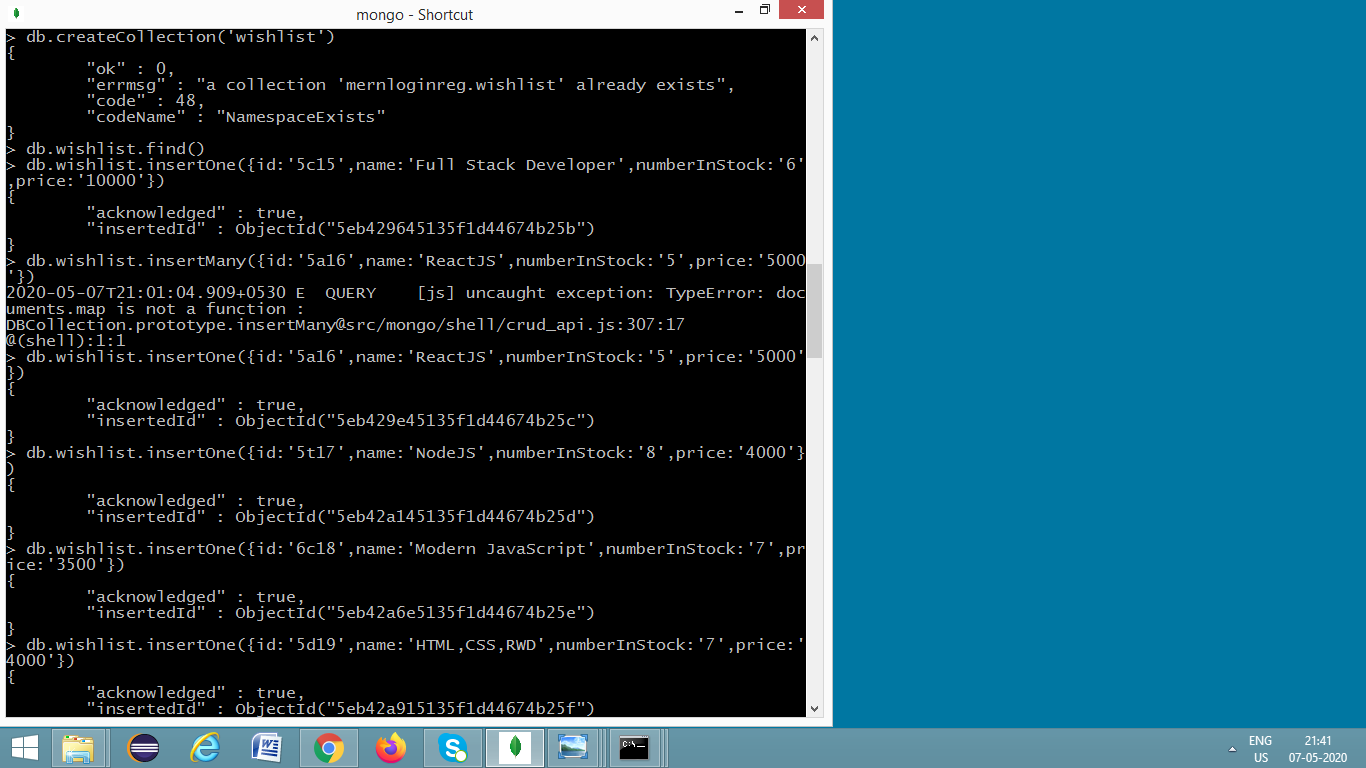 mongo - Shortcut
> db.createCollection('wishlist')
{
        "ok" : 0,
        "errmsg" : "a collection 'mernloginreg.wishlist' already exists",
        "code" : 48,
        "codeName" : "NamespaceExists"
}
> db.wishlist.find()
> db.wishlist.insertOne({id:'5c15',name:'Full Stack Developer',numberInStock:'6'
,price:'10000'})
{
        "acknowledged" : true,
        "insertedId" : ObjectId("5eb429645135f1d44674b25b")
}
> db.wishlist.insertMany({id:'5a16',name:'ReactJS',numberInStock:'5',price:'5000
'})
2020-05-07T21:01:04.909+0530 E  QUERY    [js] uncaught exception: TypeError: doc
uments.map is not a function :
DBCollection.prototype.insertMany@src/mongo/shell/crud_api.js:307:17
@(shell):1:1
> db.wishlist.insertOne({id:'5a16',name:'ReactJS',numberInStock:'5',price:'5000'
})
{
        "acknowledged" : true,
        "insertedId" : ObjectId("5eb429e45135f1d44674b25c")
}
> db.wishlist.insertOne({id:'5t17',name:'NodeJS',numberInStock:'8',price:'4000'}
)
{
        "acknowledged" : true,
        "insertedId" : ObjectId("5eb42a145135f1d44674b25d")
}
> db.wishlist.insertOne({id:'6c18',name:'Modern JavaScript',numberInStock:'7',pr
ice:'3500'})
{
        "acknowledged" : true,
        "insertedId" : ObjectId("5eb42a6e5135f1d44674b25e")
}
> db.wishlist.insertOne({id:'5d19',name:'HTML,CSS,RWD',numberInStock:'7',price:'
4000'})
{
        "acknowledged" : true,
        "insertedId" : ObjectId("5eb42a915135f1d44674b25f")
ENG
US
21:41
07-05-2020